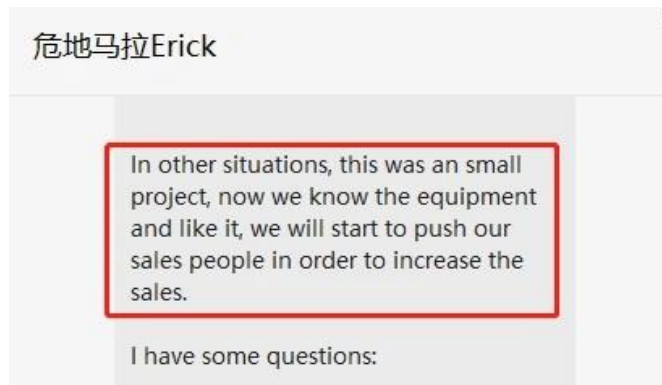 危地马拉Erick
In other situations, this was an small
project, now we know the equipment
and like it, we will start to push our
sales people in order to increase the
sales.
I have some questions: